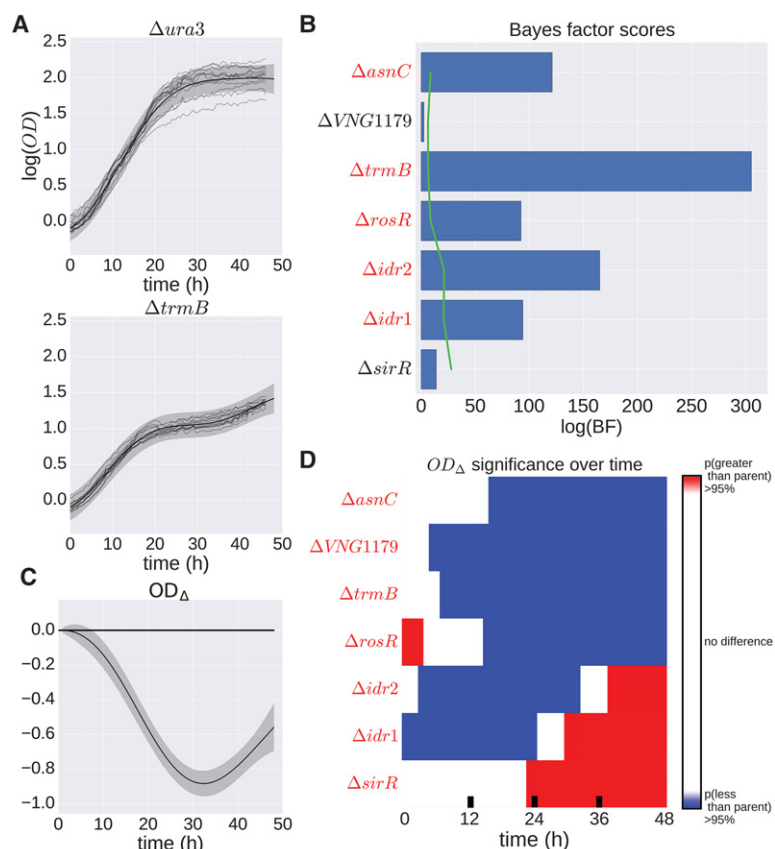 A
Δura3
2.5
2.0
1.5
1.0
0.5
0.0
log(OD)
0 10 20 30 40 50
time (h)
ΔtrmB
2.5
2.0
1.5
1.0
0.5
0.0
0 10 20 30 40 50
time (h)
B
Bayes factor scores
ΔasnC
ΔVNG1179
ΔtrmB
ΔrosR
Δidr2
Δidr1
ΔsirR
0 50 100 150 200 250 300
log(BF)
C
ODΔ
0 10 20 30 40 50
0.0
−0.2
−0.4
−0.6
−0.8
−1.0
time (h)
D
ODΔ significance over time
ΔasnC
ΔVNG1179
ΔtrmB
ΔrosR
Δidr2
Δidr1
ΔsirR
0 12 24 36 48
time (h)
p(greater
than parent)
>95%
no difference
p(less
than parent)
>95%